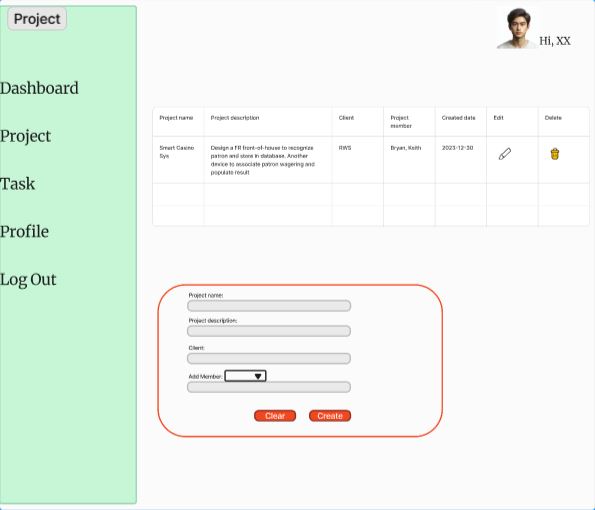 Project
Hi, XX
Dashboard
Project
Task
Profile
Log Out
Project name
Project description
Client
Project
member
Created date
Edit
Delete
Smart Casino
Sys
Design a FR front-of-house to recognize
patron and store in database. Another
device to associate patron wagering and
populate result
RWS
Bryan, Keith
2023-12-30
Project name:
Project description:
Client:
Add Member:
Clear
Create